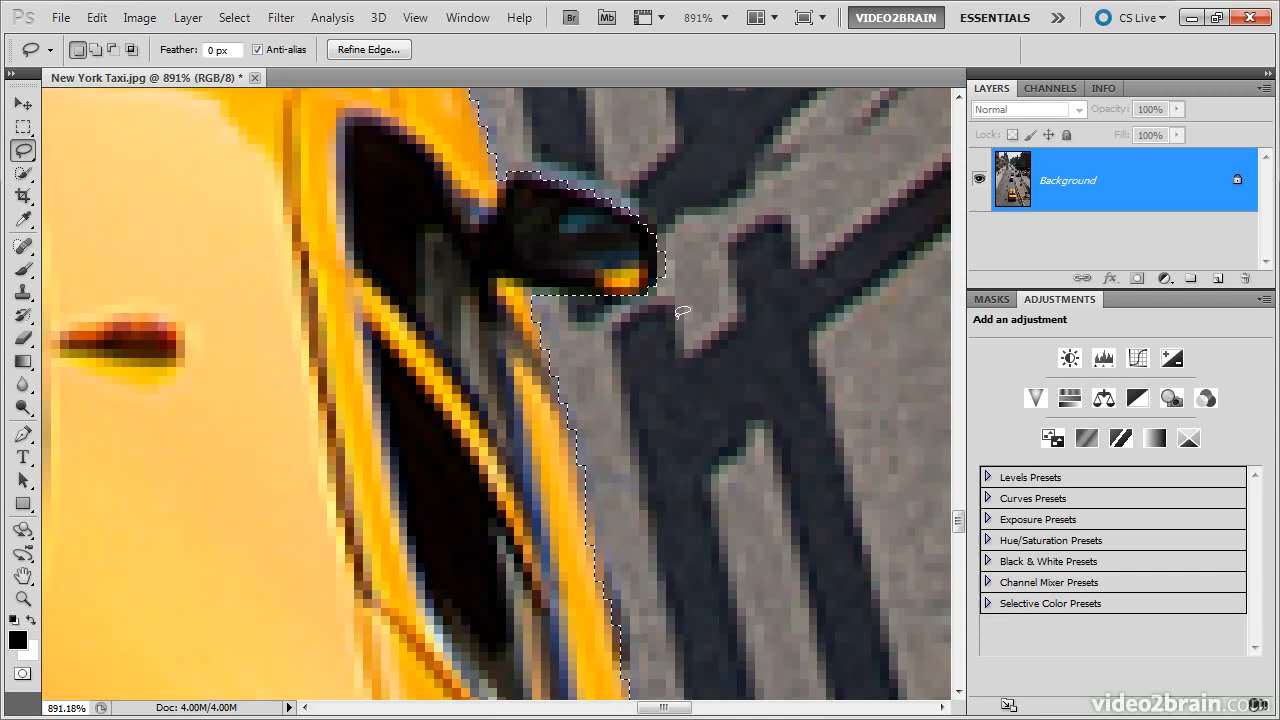 Ps File Edit Image Layer Select Filter Analysis 3D View Window Help Br Mb 891% VIDEO2BRAIN ESSENTIALS CS Live
Feather: 0 px Anti-alias Refine Edge...
New York Taxi.jpg @ 891% (RGB/8) *
LAYERS CHANNELS INFO
Normal Opacity: 100%
Lock: Fill: 100%
Background
fx
MASKS ADJUSTMENTS
Add an adjustment
Levels Presets
Curves Presets
Exposure Presets
Hue/Saturation Presets
Black & White Presets
Channel Mixer Presets
Selective Color Presets
891.18% Doc: 4.00M/4.00M
video2brain.com